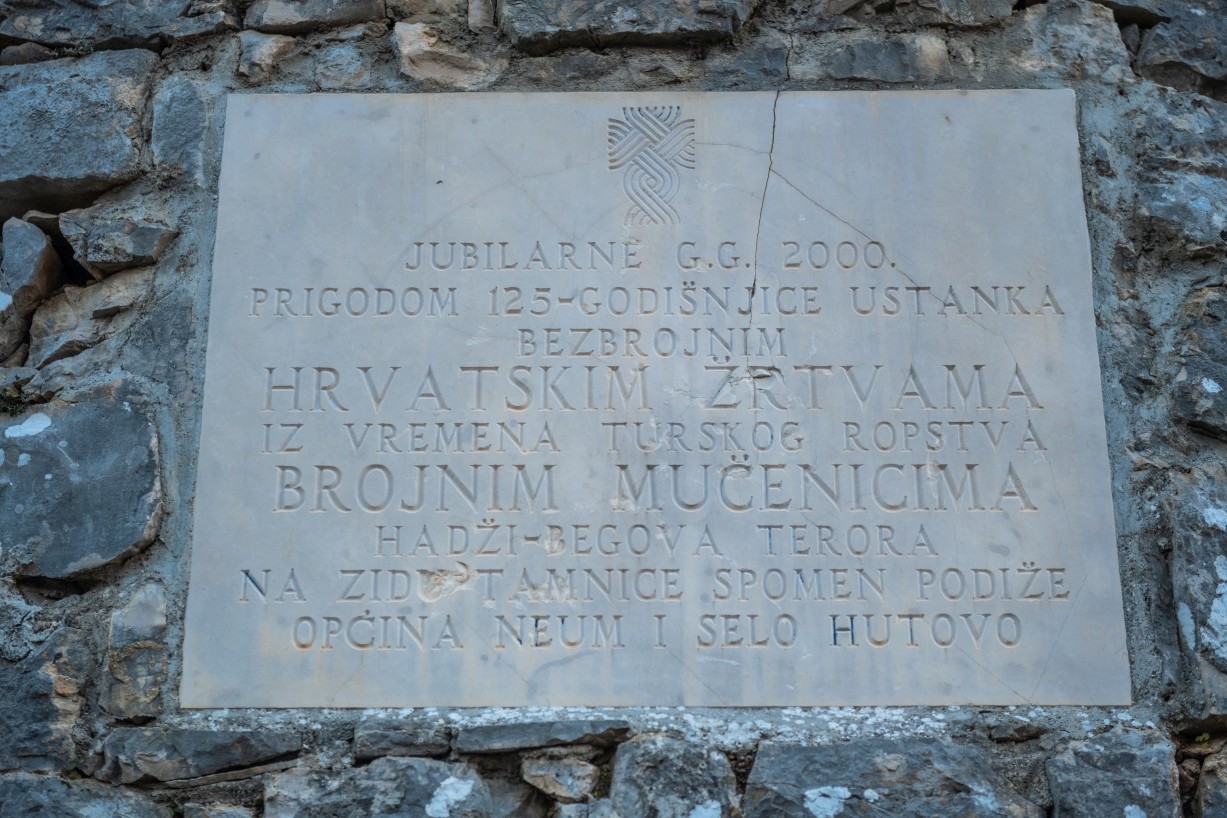 JUBILARNE G.G. 2000.
PRIGODOM 125-GODIŠNJICE USTANKA
BEZBROJNIM
HRVATSKIM ŽRTVAMA
IZ VREMENA TURSKOG ROPSTVA
BROJNIM MUČENICIMA
HADŽI-BEGOVA TERORA
NA ZIDU TAMNICE SPOMEN PODIŽE
OPĆINA NEUM I SELO HUTOVO